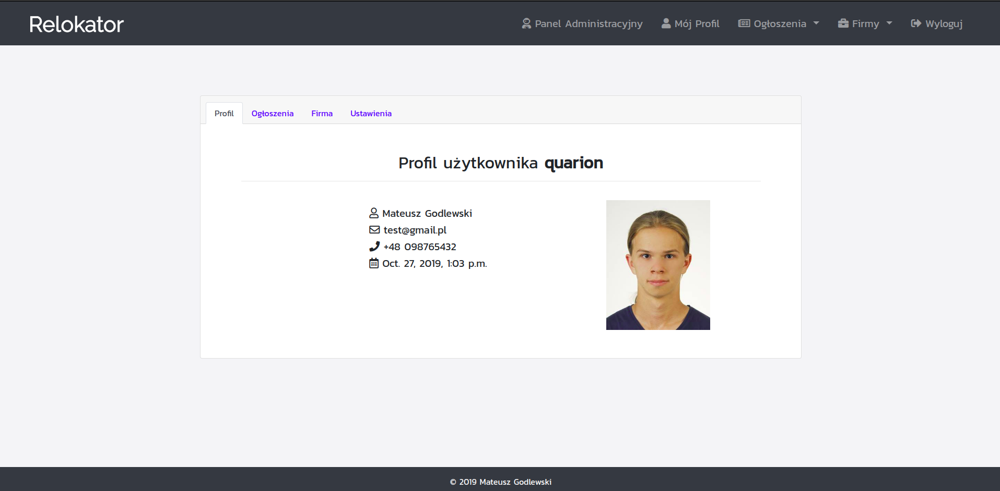 Relokator
Panel Administracyjny
Mój Profil
Ogłoszenia
Firmy
Wyloguj
Profil
Ogłoszenia
Firma
Ustawienia
Profil użytkownika quarion
Mateusz Godlewski
test@gmail.pl
+48 098765432
Oct. 27, 2019, 1:03 p.m.
© 2019 Mateusz Godlewski